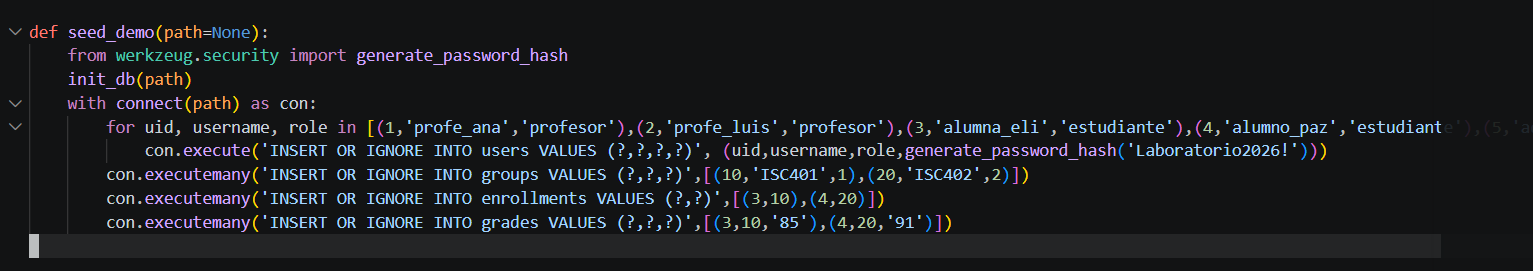 def seed_demo(path=None):
    from werkzeug.security import generate_password_hash
    init_db(path)
    with connect(path) as con:
        for uid, username, role in [(1,'profe_ana','profesor'),(2,'profe_luis','profesor'),(3,'alumna_eli','estudiante'),(4,'alumno_paz','estudiante'),(5,'a
            con.execute('INSERT OR IGNORE INTO users VALUES (?,?,?,?)', (uid,username,role,generate_password_hash('Laboratorio2026!')))
        con.executemany('INSERT OR IGNORE INTO groups VALUES (?,?,?)',[(10,'ISC401',1),(20,'ISC402',2)])
        con.executemany('INSERT OR IGNORE INTO enrollments VALUES (?,?)',[(3,10),(4,20)])
        con.executemany('INSERT OR IGNORE INTO grades VALUES (?,?,?)',[(3,10,'85'),(4,20,'91')])